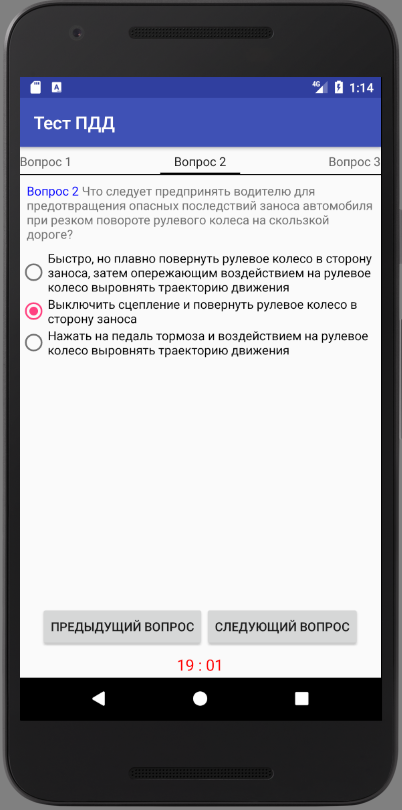 4G 1:14
Тест ПДД
Вопрос 1 Вопрос 2 Вопрос 3
Вопрос 2 Что следует предпринять водителю для
предотвращения опасных последствий заноса автомобиля
при резком повороте рулевого колеса на скользкой
дороге?
Быстро, но плавно повернуть рулевое колесо в сторону
заноса, затем опережающим воздействием на рулевое
колесо выровнять траекторию движения
Выключить сцепление и повернуть рулевое колесо в
сторону заноса
Нажать на педаль тормоза и воздействием на рулевое
колесо выровнять траекторию движения
ПРЕДЫДУЩИЙ ВОПРОС СЛЕДУЮЩИЙ ВОПРОС
19 : 01